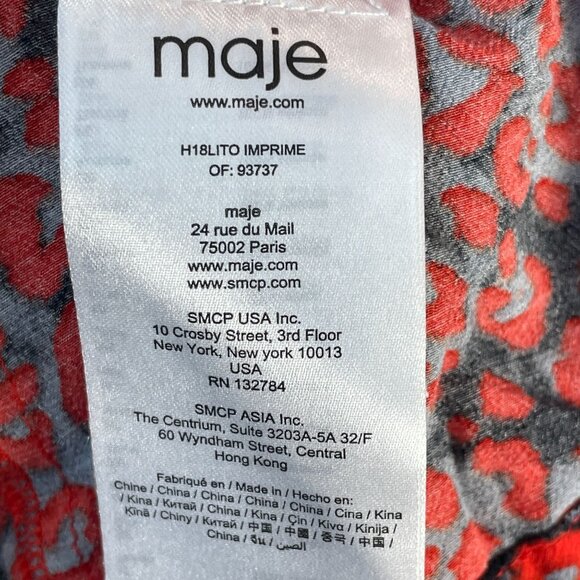 maje
www.maje.com
H18LITO IMPRIME
OF: 93737
maje
24 rue du Mail
75002 Paris
www.maje.com
www.smcp.com
SMCP USA Inc.
10 Crosby Street, 3rd Floor
New York, New york 10013
USA
RN 132784
SMCP ASIA Inc.
The Centrium, Suite 3203A-5A 32/F
60 Wyndham Street, Central
Hong Kong
Fabriqué en / Made in / Hecho en:
Chine / China / China / China / China / Cina / Kina
/ Kina / Китай / China / Kina / Çin / Κίνα / Kinija /
Ķīnā / Chiny / Китай / 中国 / 中國 / 중국 / 中国 /
China / จีน / الصين